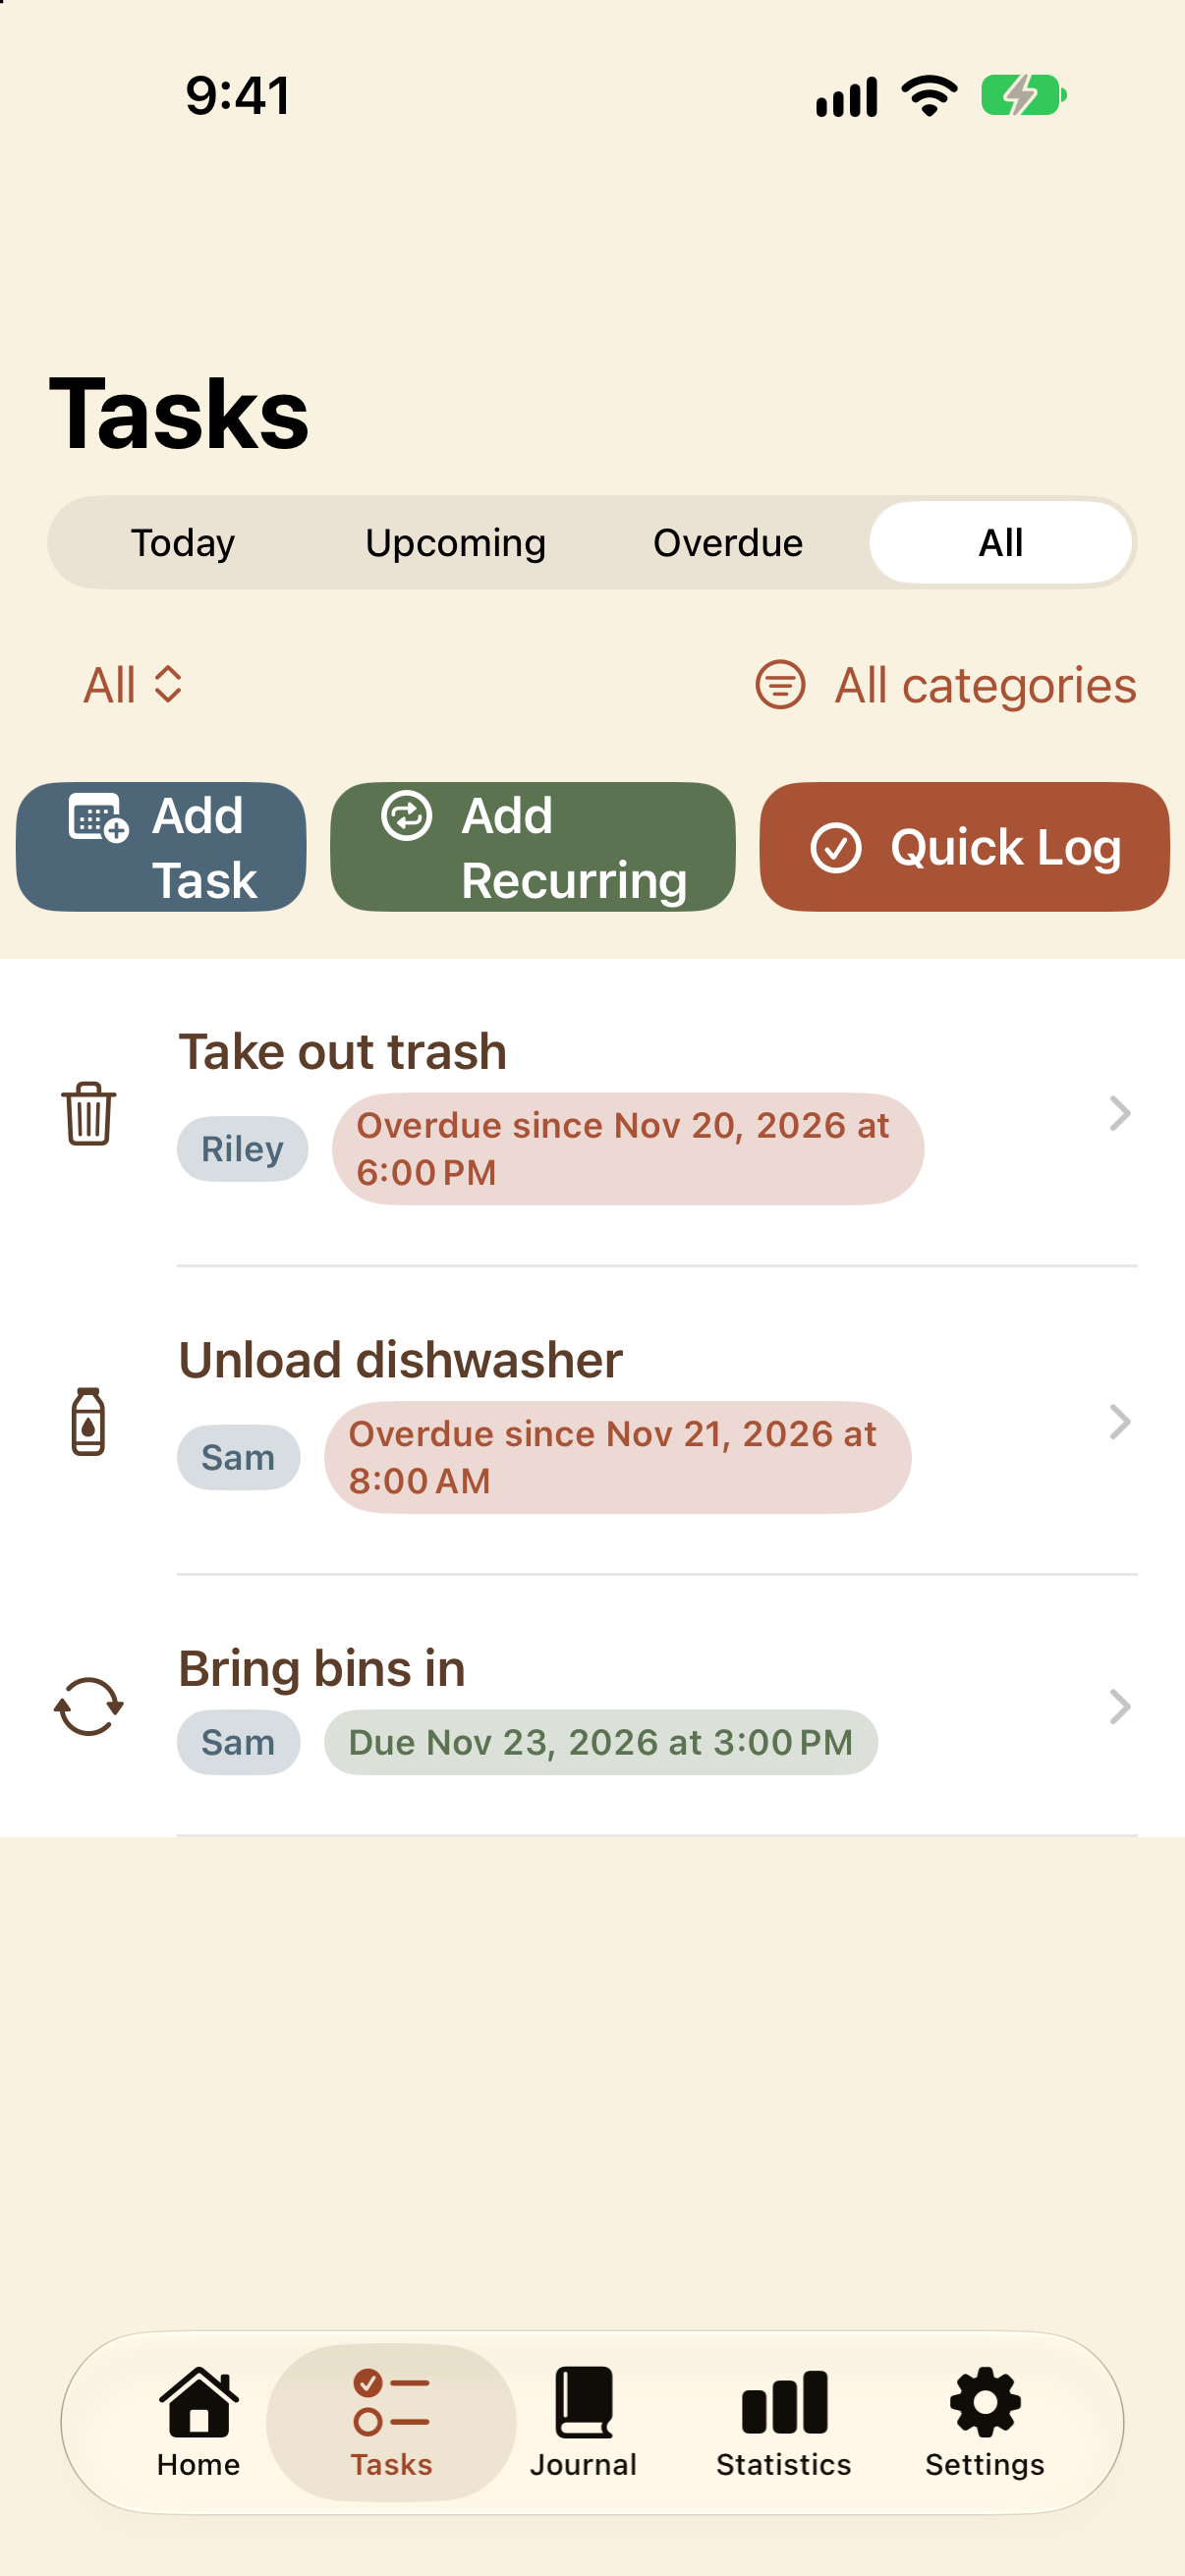 9:41
Tasks
Today Upcoming Overdue All
All All categories
Add
Task
Add
Recurring
Quick Log
Take out trash
Riley
Overdue since Nov 20, 2026 at
6:00 PM
Unload dishwasher
Sam
Overdue since Nov 21, 2026 at
8:00 AM
Bring bins in
Sam Due Nov 23, 2026 at 3:00 PM
Home Tasks Journal Statistics Settings